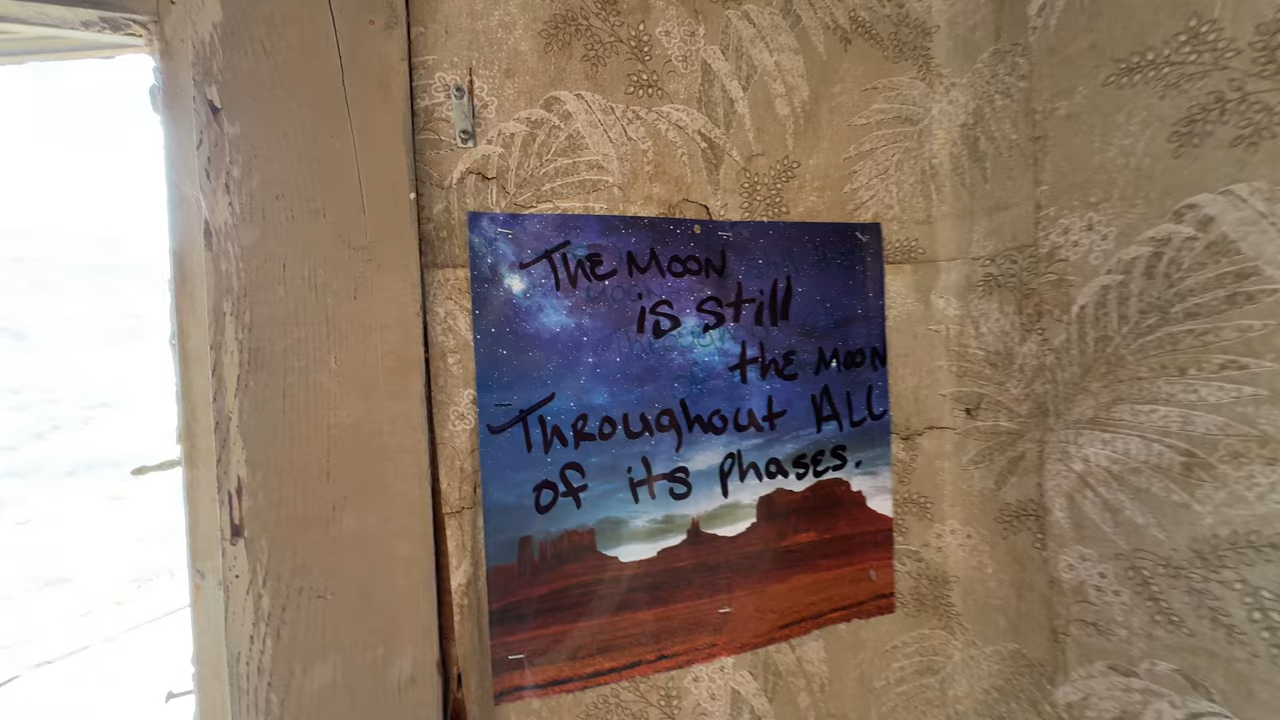 The Moon
is still
the Moon
Throughout ALL
of its phases.